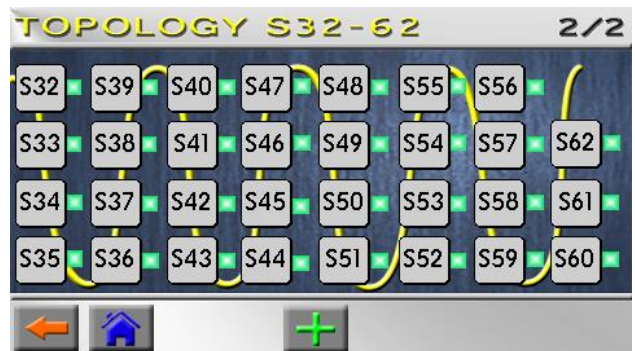 TOPOLOGY S32-62 2/2
S32 S39 S40 S47 S48 S55 S56
S33 S38 S41 S46 S49 S54 S57 S62
S34 S37 S42 S45 S50 S53 S58 S61
S35 S36 S43 S44 S51 S52 S59 S60